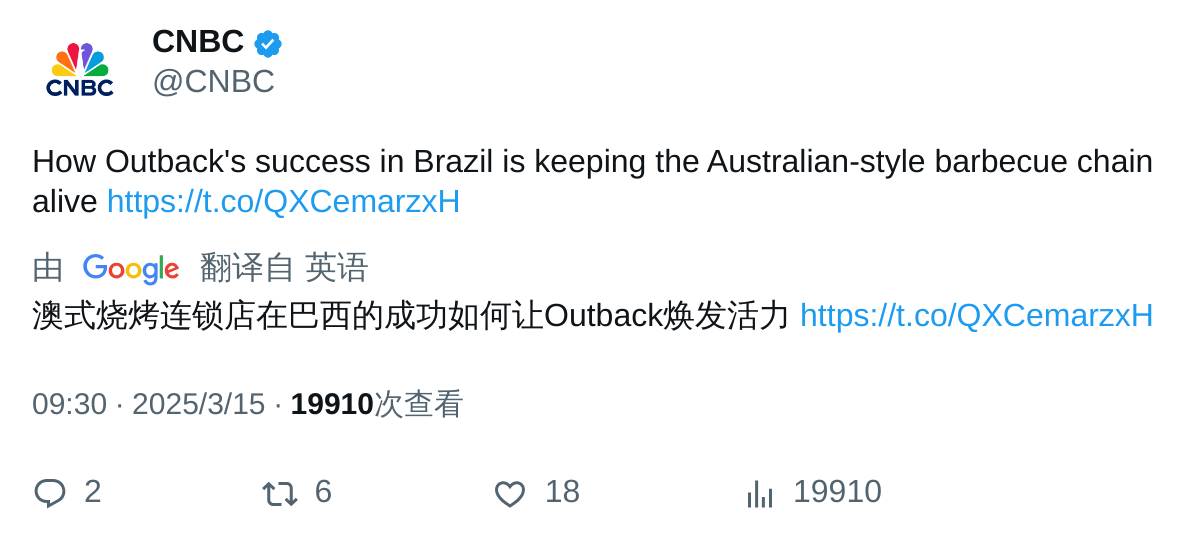 CNBC
CNBC
@CNBC
How Outback's success in Brazil is keeping the Australian-style barbecue chain
alive https://t.co/QXCemarzxH
由 Google 翻译自 英语
澳式烧烤连锁店在巴西的成功如何让Outback焕发活力 https://t.co/QXCemarzxH
09:30 · 2025/3/15 · 19910次查看
2 6 18 19910